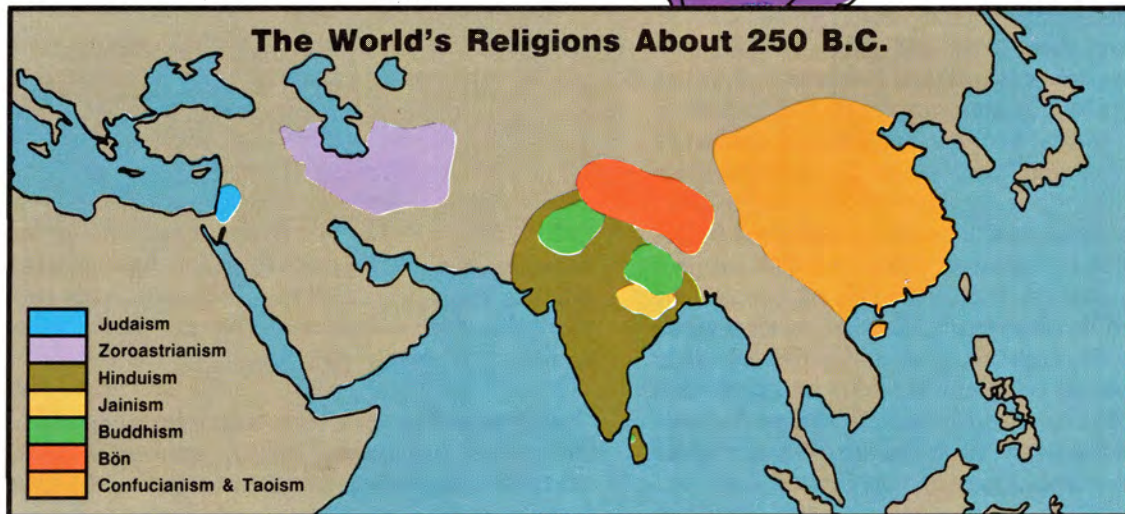 The World's Religions About 250 B.C.
Judaism
Zoroastrianism
Hinduism
Jainism
Buddhism
Bön
Confucianism & Taoism